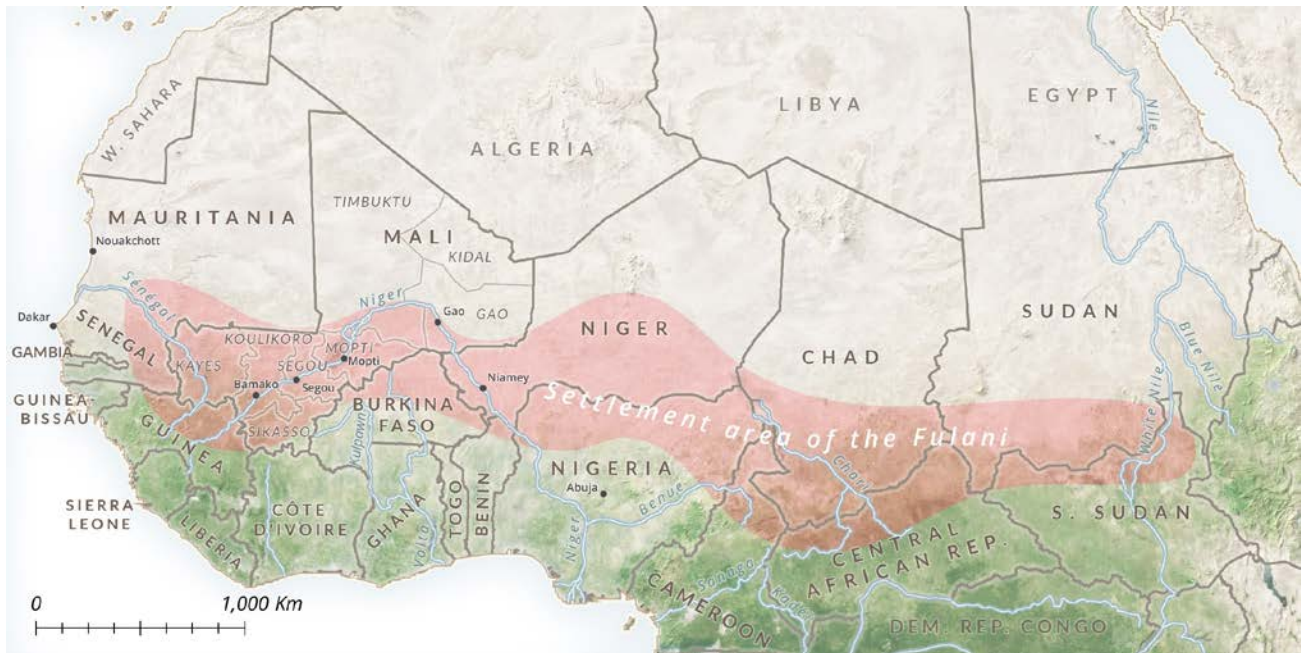 W. SAHARA
ALGERIA
LIBYA
EGYPT
Nile
MAURITANIA
Nouakchott
TIMBUKTU
MALI
KIDAL
Sénégal
Niger
Gao
GAO
NIGER
CHAD
SUDAN
Dakar
SENEGAL
KOULIKORO
MOPTI
Mopti
GAMBIA
KAYES
SEGOU
Segou
Bamako
Niamey
Blue Nile
White Nile
GUINEA-
BISSAU
GUINEA
SIKASSO
BURKINA
FASO
Kulpawn
Settlement area of the Fulani
Chari
NIGERIA
Abuja
Benue
SIERRA
LEONE
LIBERIA
CÔTE
D'IVOIRE
GHANA
Volta
TOGO
BENIN
Niger
S. SUDAN
CENTRAL
AFRICAN REP.
CAMEROON
Sanaga
DEM. REP. CONGO
0 1,000 Km